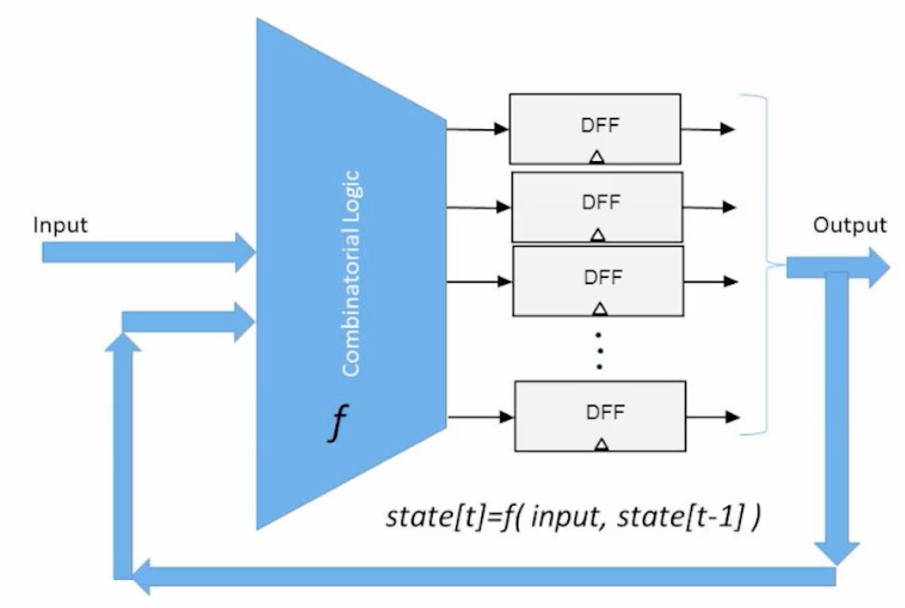 DFF
DFF
Input
Output
Combinatorial Logic
DFF
DFF
f
state[t]=f( input, state[t-1] )